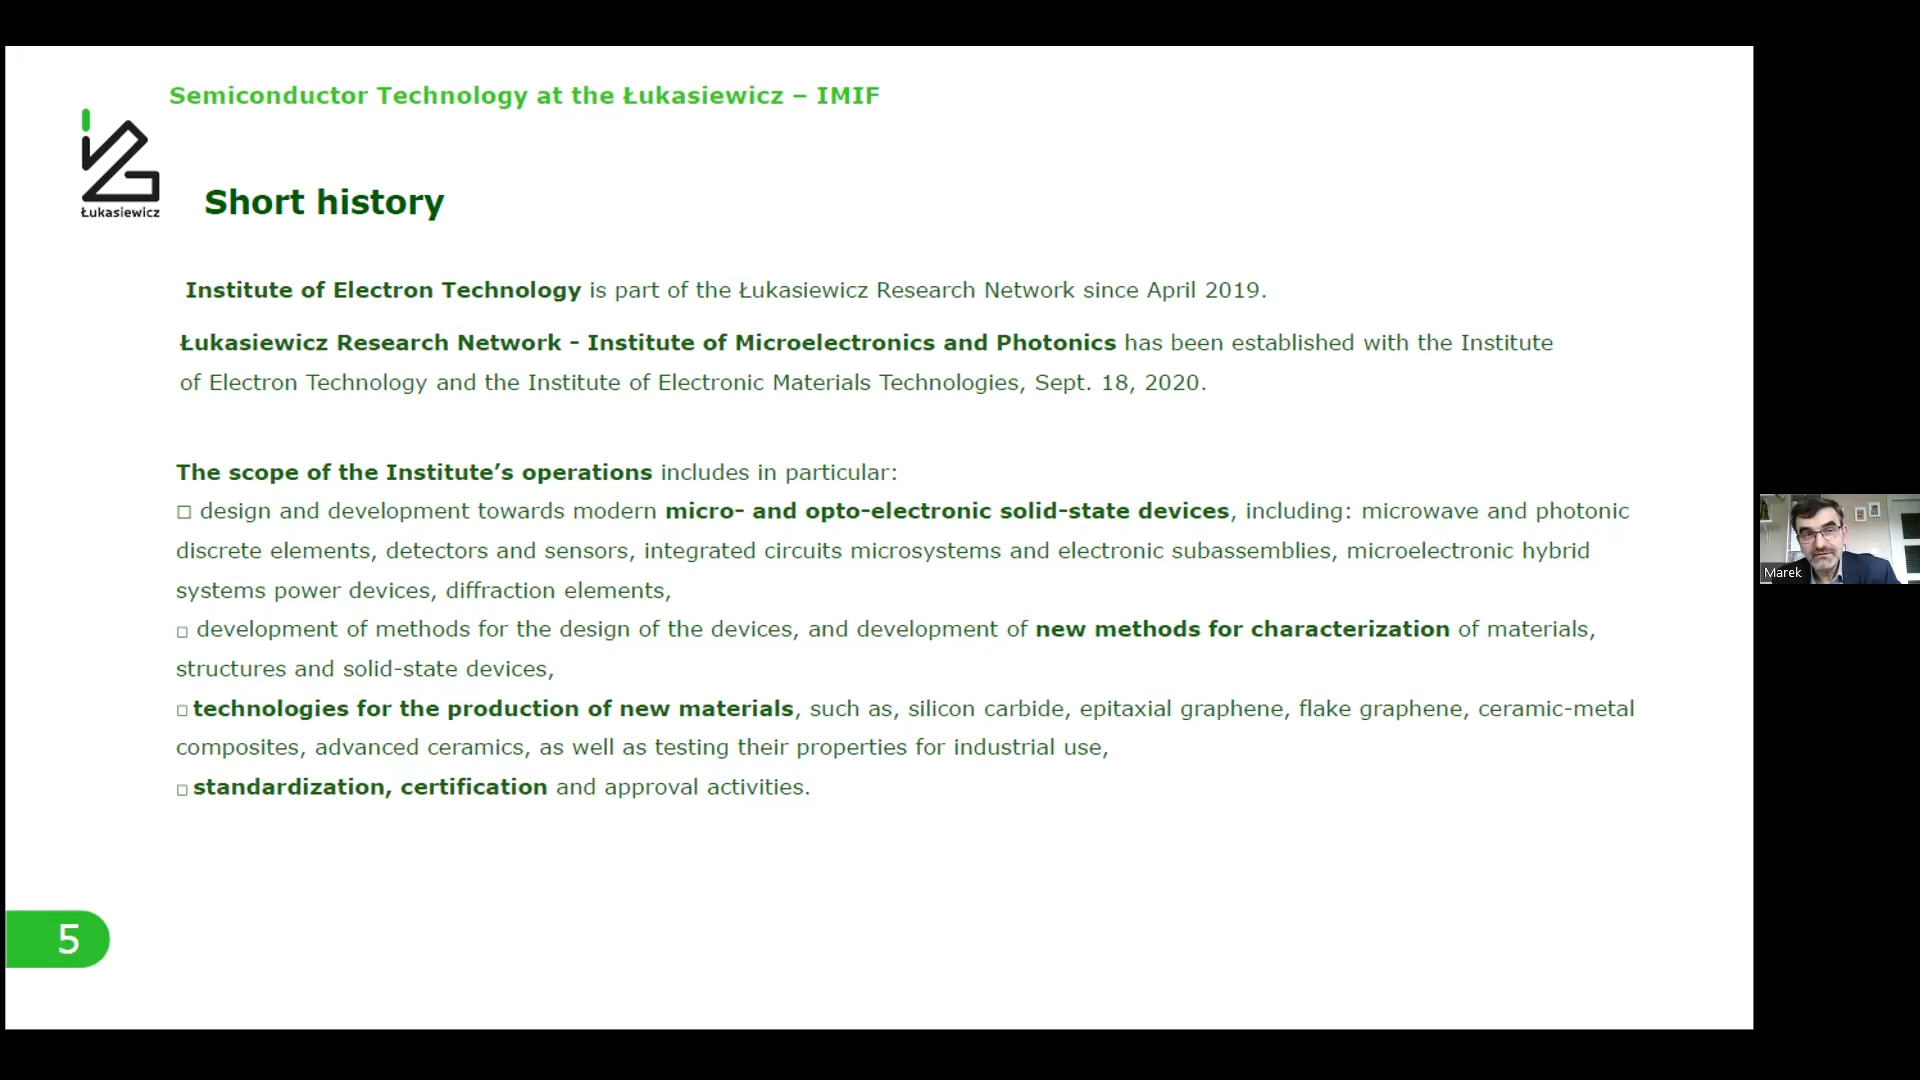 Semiconductor Technology at the Łukasiewicz – IMIF
Łukasiewicz
Short history
Institute of Electron Technology is part of the Łukasiewicz Research Network since April 2019.
Łukasiewicz Research Network - Institute of Microelectronics and Photonics has been established with the Institute
of Electron Technology and the Institute of Electronic Materials Technologies, Sept. 18, 2020.
The scope of the Institute’s operations includes in particular:
□ design and development towards modern micro- and opto-electronic solid-state devices, including: microwave and photonic
discrete elements, detectors and sensors, integrated circuits microsystems and electronic subassemblies, microelectronic hybrid
systems power devices, diffraction elements,
□ development of methods for the design of the devices, and development of new methods for characterization of materials,
structures and solid-state devices,
□ technologies for the production of new materials, such as, silicon carbide, epitaxial graphene, flake graphene, ceramic-metal
composites, advanced ceramics, as well as testing their properties for industrial use,
□ standardization, certification and approval activities.
5
Marek